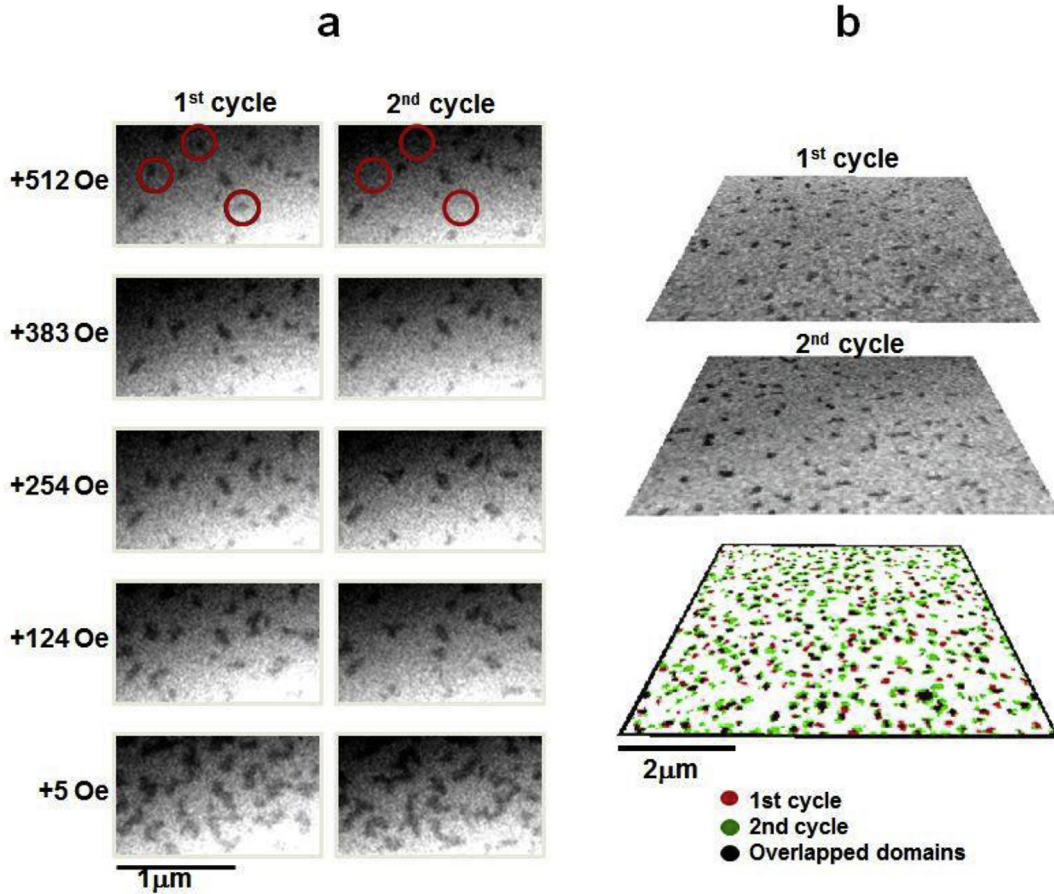 a
1st cycle
2nd cycle
+512 Oe
+383 Oe
+254 Oe
+124 Oe
+5 Oe
1μm
b
1st cycle
2nd cycle
2μm
1st cycle
2nd cycle
Overlapped domains